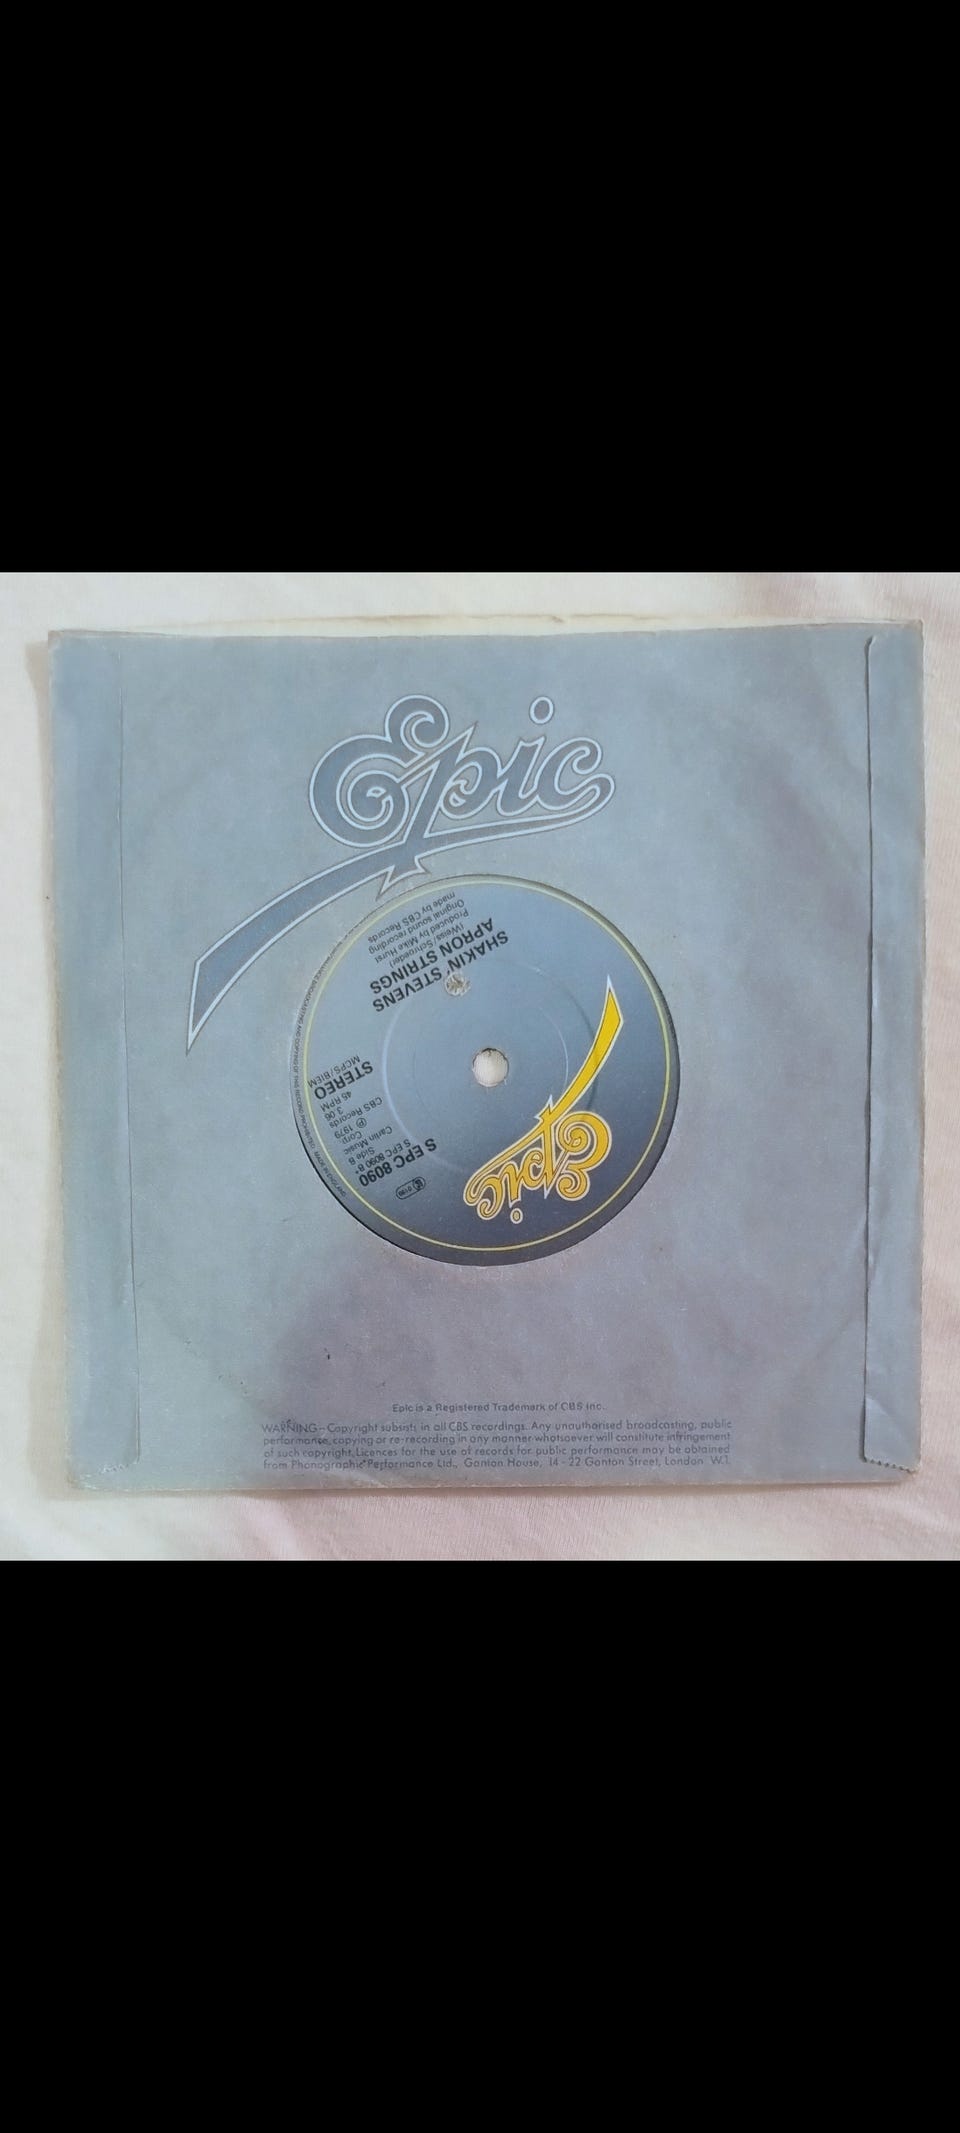 Epic
SHAKIN' STEVENS
APRON STRINGS
(Weiss/Schroeder)
Produced by Mike Hurst
Original sound recording
made by CBS Records
STEREO
MCPS/BIEM
45 RPM
3.06
℗ 1979
CBS Records
Carlin Music
Corp.
Side B
S EPC 8090 B*
S EPC 8090
Epic
Epic is a Registered Trademark of CBS Inc.
WARNING - Copyright subsists in all CBS recordings. Any unauthorised broadcasting, public
performance, copying or re-recording in any manner whatsoever will constitute infringement
of such copyright. Licences for the use of records for public performance may be obtained
from Phonographic Performance Ltd., Ganton House, 14-22 Ganton Street, London W.1.